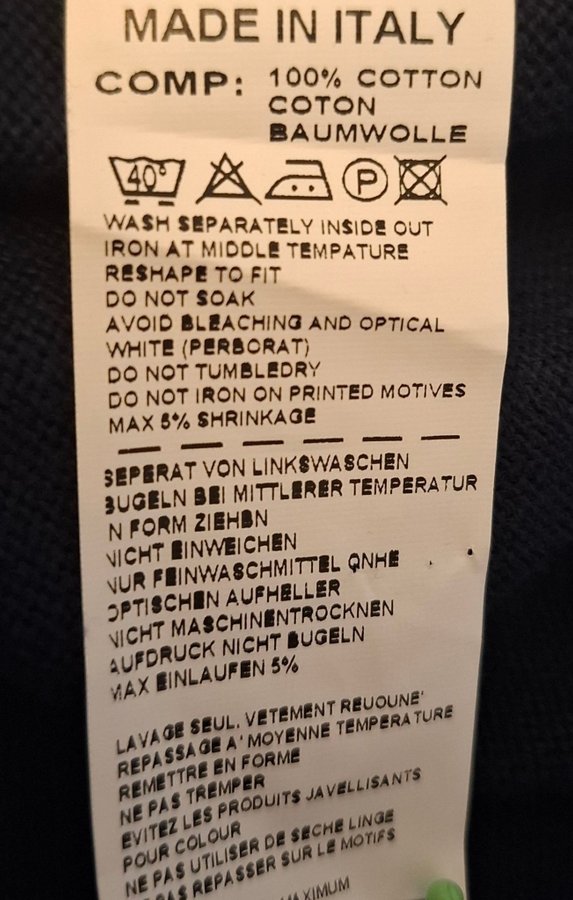 MADE IN ITALY
COMP: 100% COTTON
COTON
BAUMWOLLE
40° P
WASH SEPARATELY INSIDE OUT
IRON AT MIDDLE TEMPATURE
RESHAPE TO FIT
DO NOT SOAK
AVOID BLEACHING AND OPTICAL
WHITE (PERBORAT)
DO NOT TUMBLEDRY
DO NOT IRON ON PRINTED MOTIVES
MAX 5% SHRINKAGE
SEPERAT VON LINKSWASCHEN
BUGELN BEI MITTLERER TEMPERATUR
N FORM ZIEHBN
NICHT EINWEICHEN
NUR FEINWASCHMITTEL QNHE
OPTISCHEN AUFHELLER
NICHT MASCHINENTROCKNEN
AUFDRUCK NICHT BUGELN
MAX EINLAUFEN 5%
LAVAGE SEUL, VETEMENT REUOUNE'
REPASSAGE A' MOYENNE TEMPERATURE
REMETTRE EN FORME
NE PAS TREMPER
EVITEZ LES PRODUITS JAVELLISANTS
POUR COLOUR
NE PAS UTILISER DE SECHE LINGE
PAS REPASSER SUR LE MOTIFS
MAXIMUM